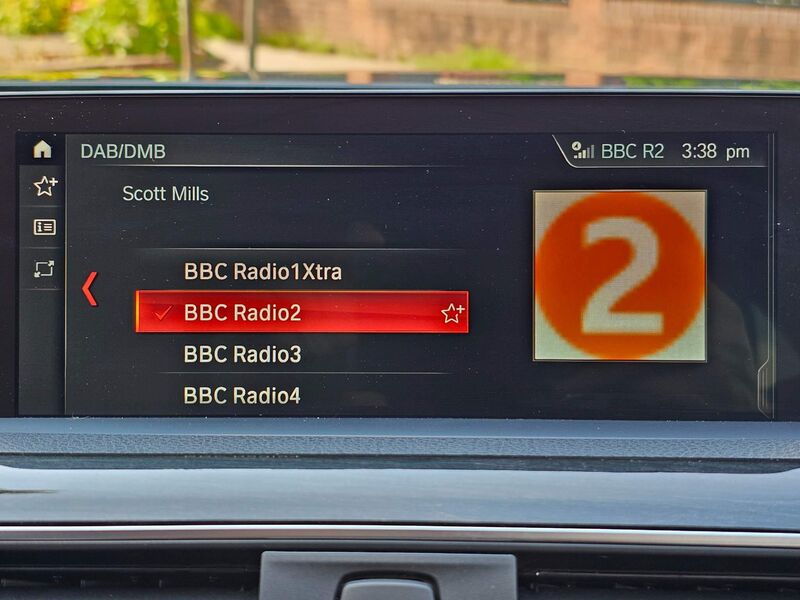 DAB/DMB
BBC R2 3:38 pm
Scott Mills
BBC Radio1Xtra
BBC Radio2
BBC Radio3
BBC Radio4
2